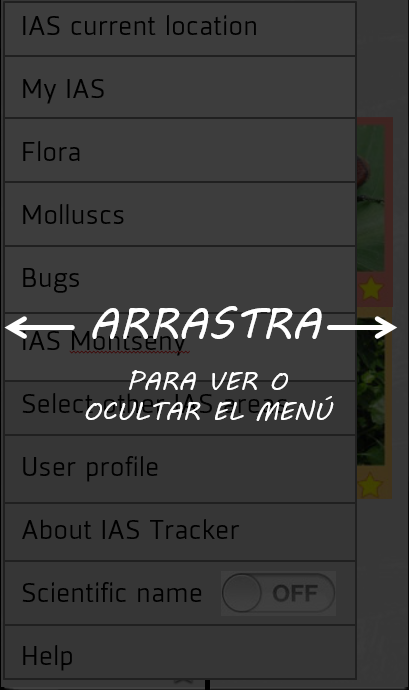 IAS current location
My IAS
Flora
Molluscs
Bugs
ARRASTRA
IAS Montseny
PARA VER O
Select other IAS areas
OCULTAR EL MENÚ
User profile
About IAS Tracker
Scientific name OFF
Help